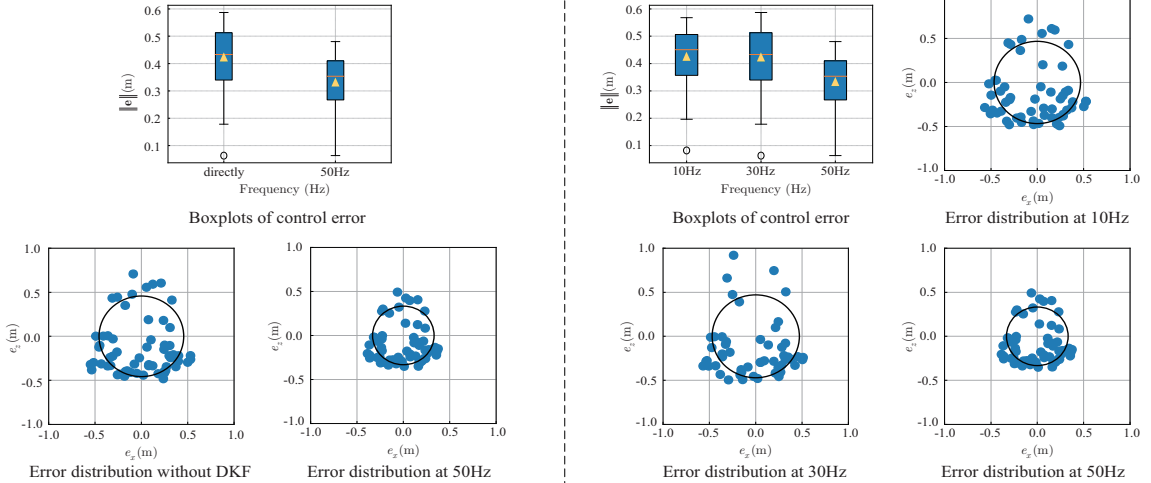 0.6
0.5
0.4
0.3
0.2
0.1
‖e‖(m)
directly
50Hz
Frequency (Hz)
Boxplots of control error
1.0
0.5
0.0
-0.5
-1.0
e_z(m)
-1.0
-0.5
0.0
0.5
1.0
e_x(m)
Error distribution without DKF
1.0
0.5
0.0
-0.5
-1.0
e_z(m)
-1.0
-0.5
0.0
0.5
1.0
e_x(m)
Error distribution at 50Hz
0.6
0.5
0.4
0.3
0.2
0.1
‖e‖(m)
10Hz
30Hz
50Hz
Frequency (Hz)
Boxplots of control error
0.5
0.0
-0.5
-1.0
e_z(m)
-1.0
-0.5
0.0
0.5
1.0
e_x(m)
Error distribution at 10Hz
1.0
0.5
0.0
-0.5
-1.0
e_z(m)
-1.0
-0.5
0.0
0.5
1.0
e_x(m)
Error distribution at 30Hz
1.0
0.5
0.0
-0.5
-1.0
e_z(m)
-1.0
-0.5
0.0
0.5
1.0
e_x(m)
Error distribution at 50Hz